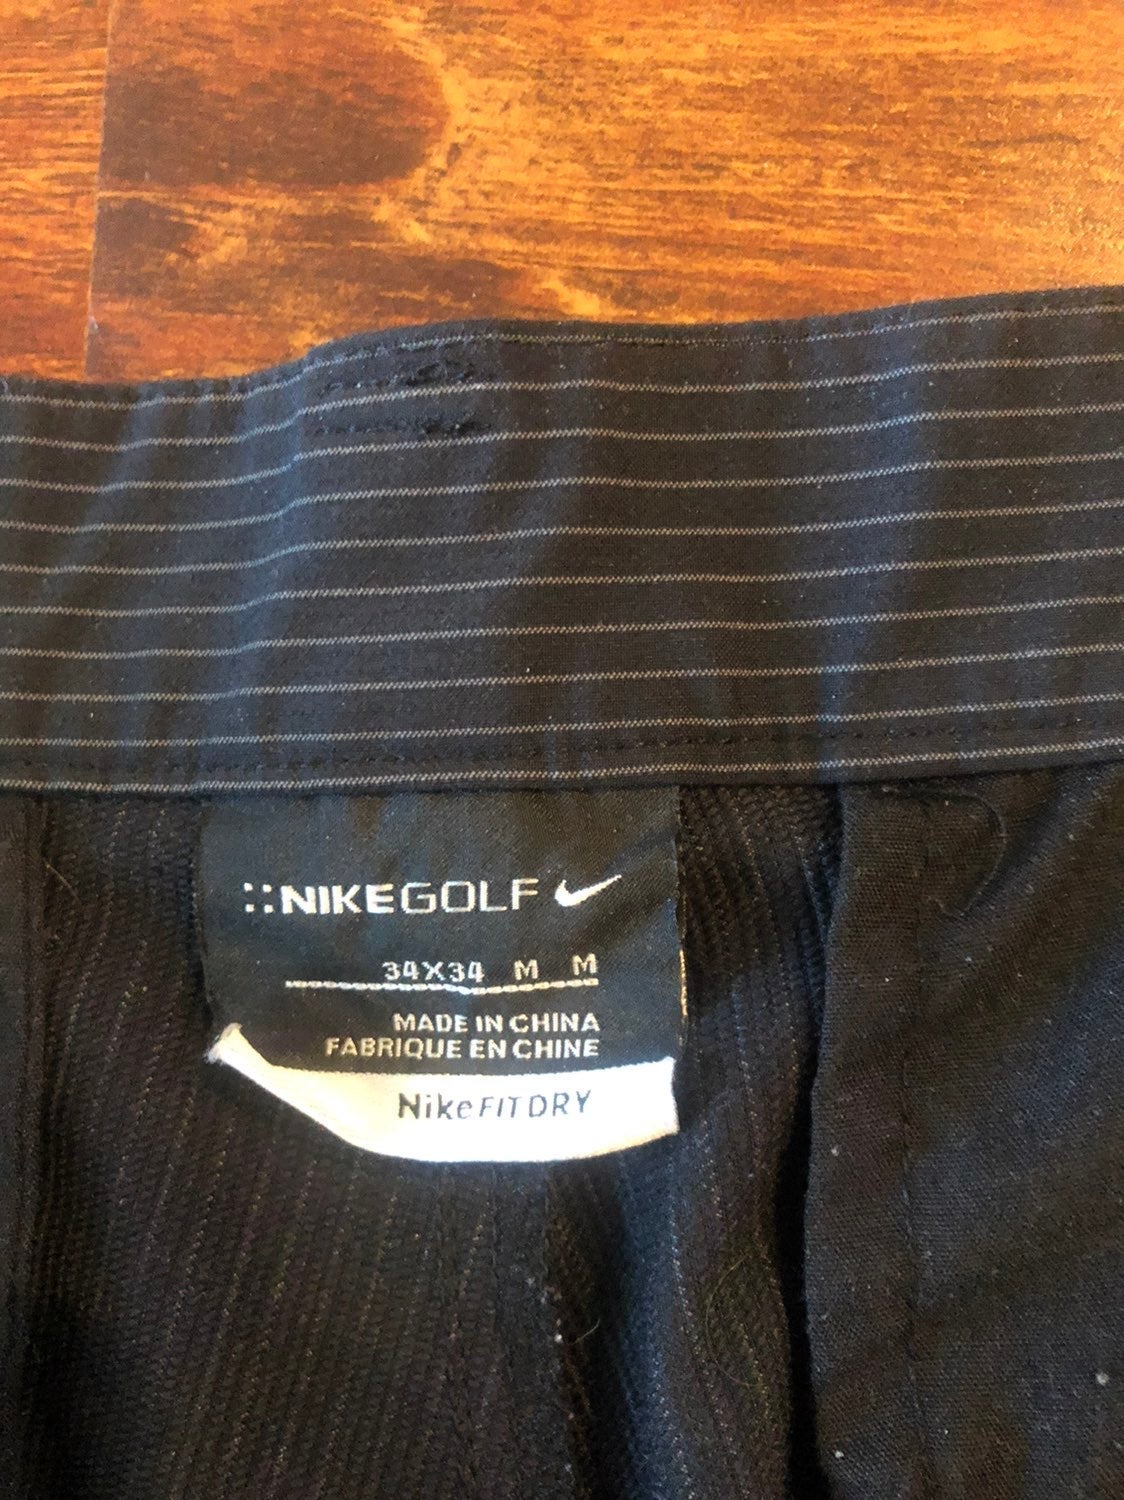 ::NIKEGOLF
34X34 M M
MADE IN CHINA
FABRIQUE EN CHINE
NikeFITDRY